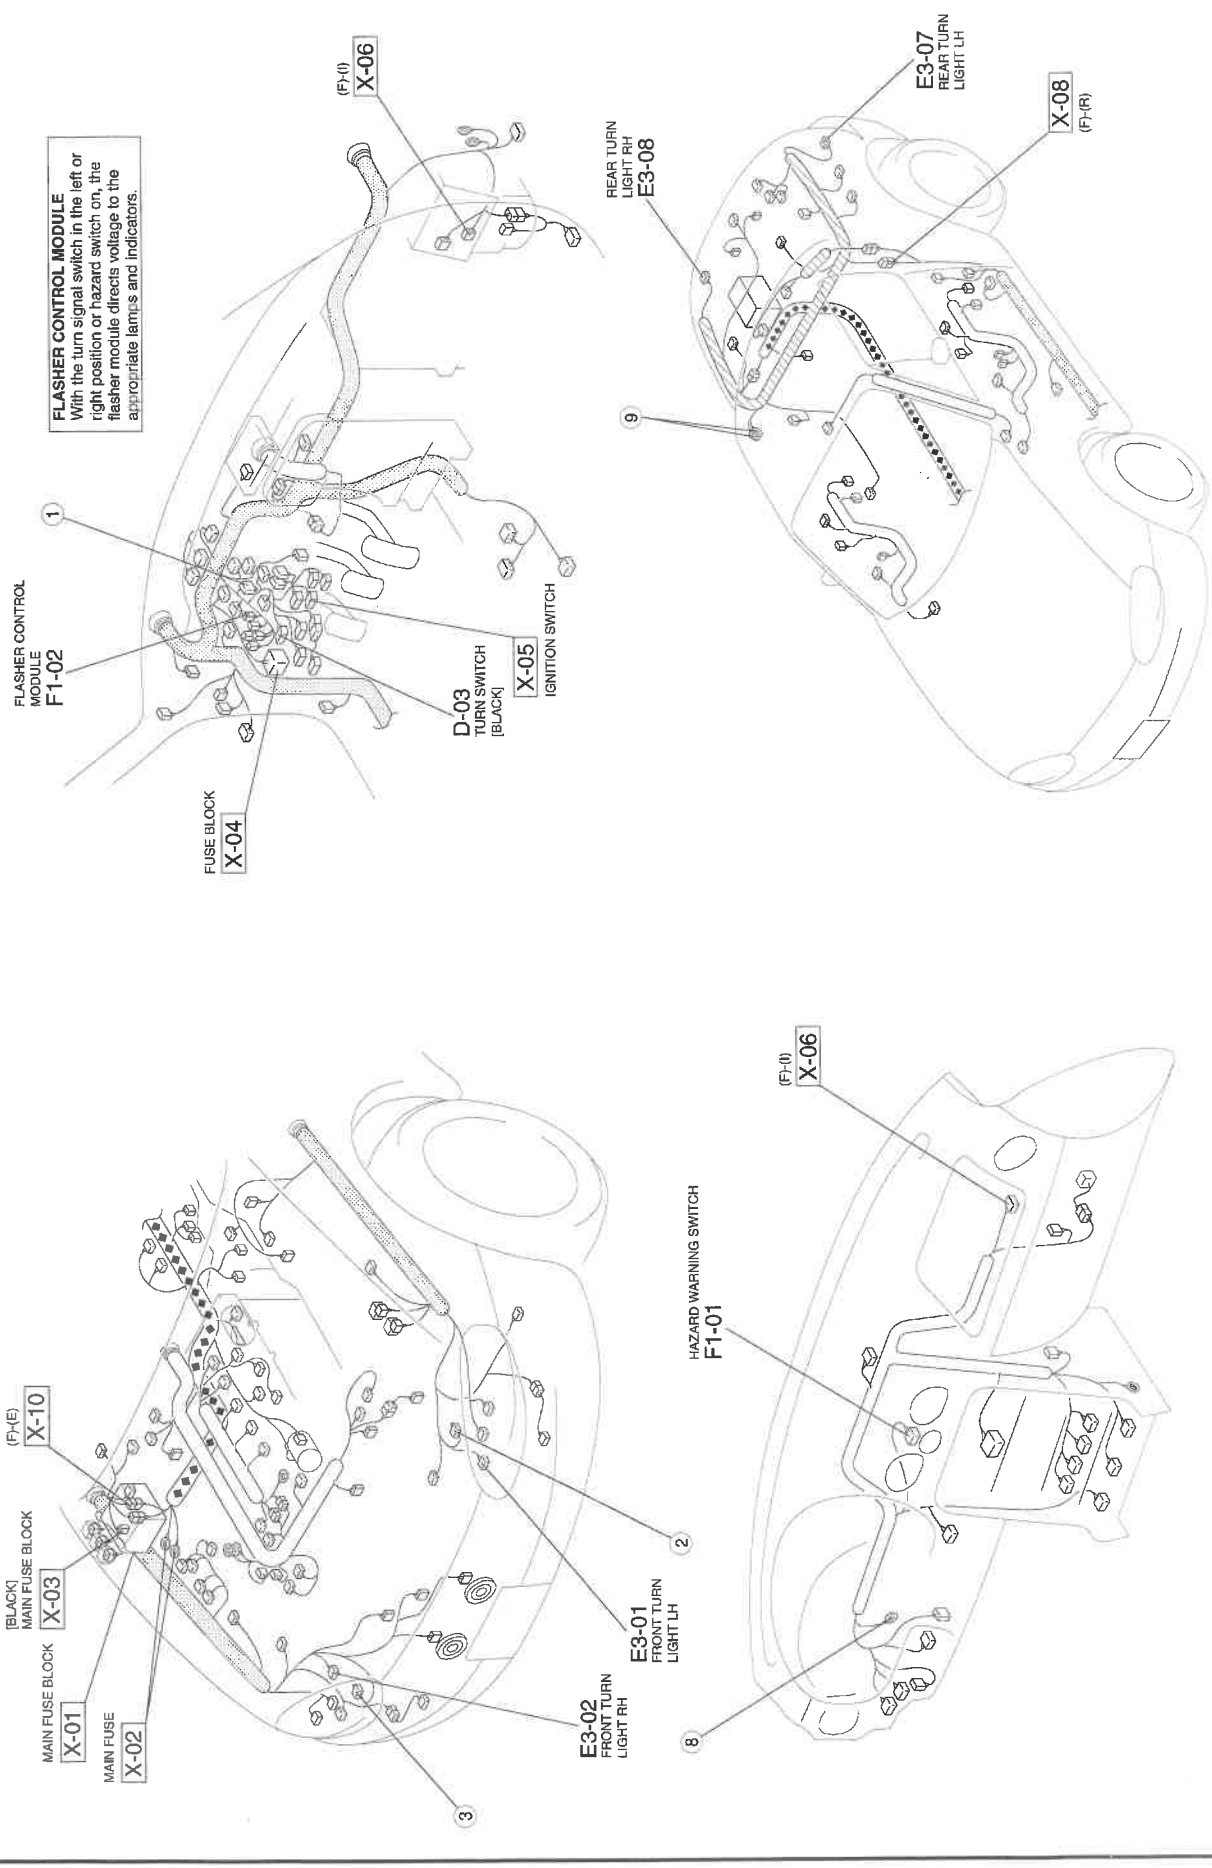 (F)-(E)
X-10
[BLACK]
MAIN FUSE BLOCK
X-03
MAIN FUSE BLOCK
X-01
MAIN FUSE
X-02
3
E3-02
FRONT TURN
LIGHT RH
E3-01
FRONT TURN
LIGHT LH
2
FLASHER CONTROL
MODULE
F1-02
1
FLASHER CONTROL MODULE
With the turn signal switch in the left or
right position or hazard switch on, the
flasher module directs voltage to the
appropriate lamps and indicators.
(F)-(I)
X-06
FUSE BLOCK
X-04
D-03
TURN SWITCH
[BLACK]
X-05
IGNITION SWITCH
HAZARD WARNING SWITCH
F1-01
(F)-(I)
X-06
8
REAR TURN
LIGHT RH
E3-08
9
E3-07
REAR TURN
LIGHT LH
X-08
(F)-(R)